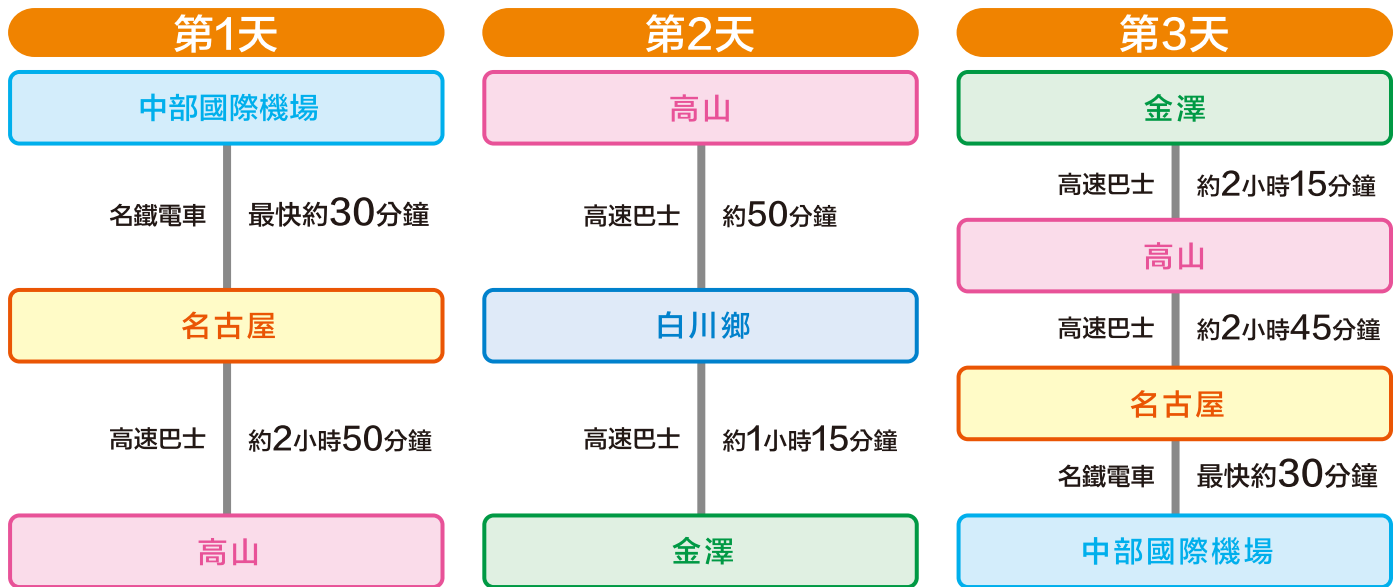 第1天
中部國際機場
名鐵電車 最快約30分鐘
名古屋
高速巴士 約2小時50分鐘
高山
第2天
高山
高速巴士 約50分鐘
白川鄉
高速巴士 約1小時15分鐘
金澤
第3天
金澤
高速巴士 約2小時15分鐘
高山
高速巴士 約2小時45分鐘
名古屋
名鐵電車 最快約30分鐘
中部國際機場